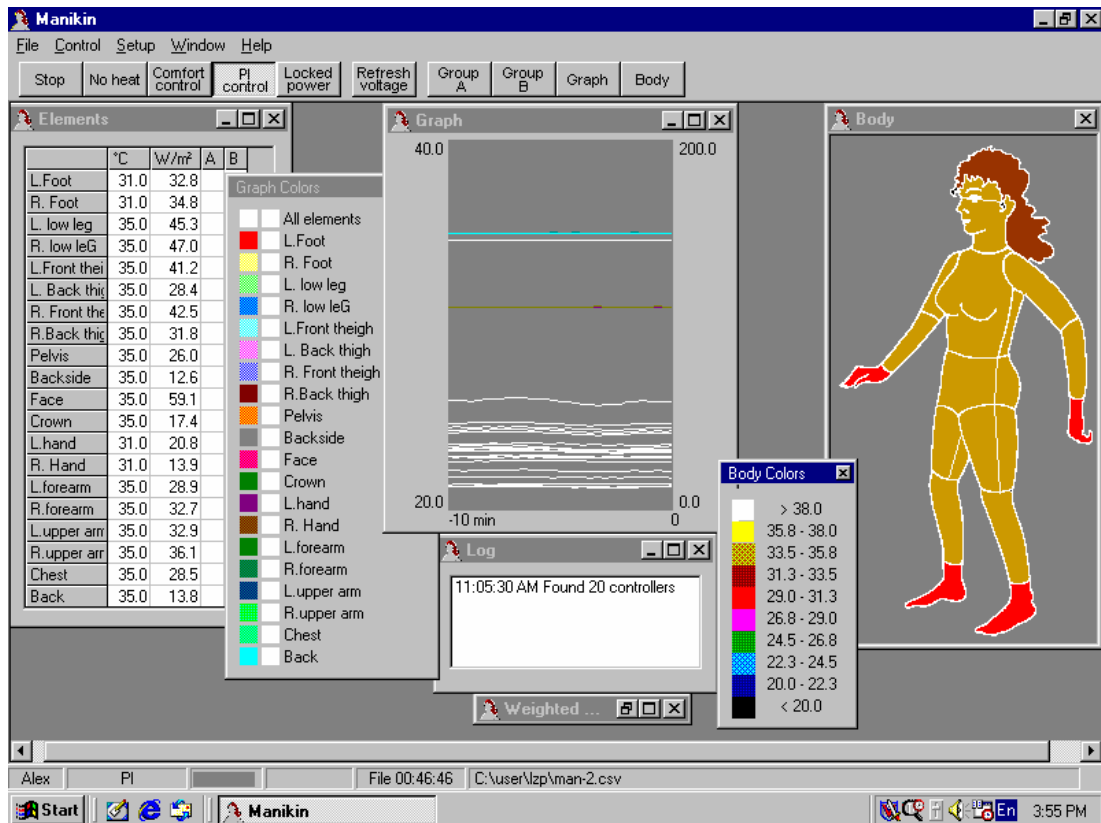 Manikin
File Control Setup Window Help
Stop No heat Comfort control PI control Locked power Refresh voltage Group A Group B Graph Body
Elements
°C W/m² A B
L.Foot 31.0 32.8
R. Foot 31.0 34.8
L. low leg 35.0 45.3
R. low leG 35.0 47.0
L.Front thei 35.0 41.2
L. Back thig 35.0 28.4
R. Front the 35.0 42.5
R.Back thig 35.0 31.8
Pelvis 35.0 26.0
Backside 35.0 12.6
Face 35.0 59.1
Crown 35.0 17.4
L.hand 31.0 20.8
R. Hand 31.0 13.9
L.forearm 35.0 28.9
R.forearm 35.0 32.7
L.upper arm 35.0 32.9
R.upper arr 35.0 36.1
Chest 35.0 28.5
Back 35.0 13.8
Graph Colors
All elements
L.Foot
R. Foot
L. low leg
R. low leG
L.Front theigh
L. Back thigh
R. Front theigh
R.Back thigh
Pelvis
Backside
Face
Crown
L.hand
R. Hand
L.forearm
R.forearm
L.upper arm
R.upper arm
Chest
Back
Graph
40.0 200.0
20.0 0.0
-10 min 0
Log
11:05:30 AM Found 20 controllers
Weighted ...
Body
Body Colors
> 38.0
35.8 - 38.0
33.5 - 35.8
31.3 - 33.5
29.0 - 31.3
26.8 - 29.0
24.5 - 26.8
22.3 - 24.5
20.0 - 22.3
< 20.0
Alex PI File 00:46:46 C:\user\lzp\man-2.csv
Start Manikin En 3:55 PM